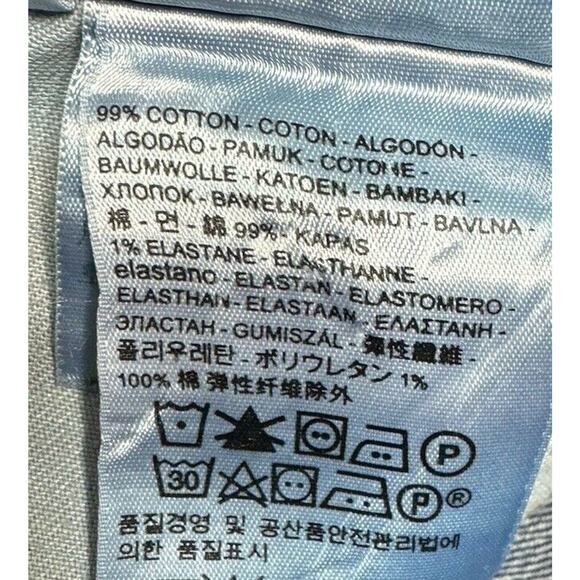 99% COTTON - COTON - ALGODÓN -
ALGODÃO - PAMUK - COTONE -
BAUMWOLLE - KATOEN - BAMBAKI -
ХЛОПОК - BAWEŁNA - PAMUT - BAVLNA -
棉 - 면 - 綿 99% - KAPAS
1% ELASTANE - ELASTHANNE -
elastano - ELASTAN - ELASTOMERO -
ELASTHAN - ELASTAAN - ΕΛΑΣΤΑΝΗ -
ЭЛАСТАН - GUMISZÁL - 彈性纖維 -
폴리우레탄 - ポリウレタン 1%
100% 棉 弹性纤维除外
P
30 P ®
품질경영 및 공산품안전관리법에
의한 품질표시